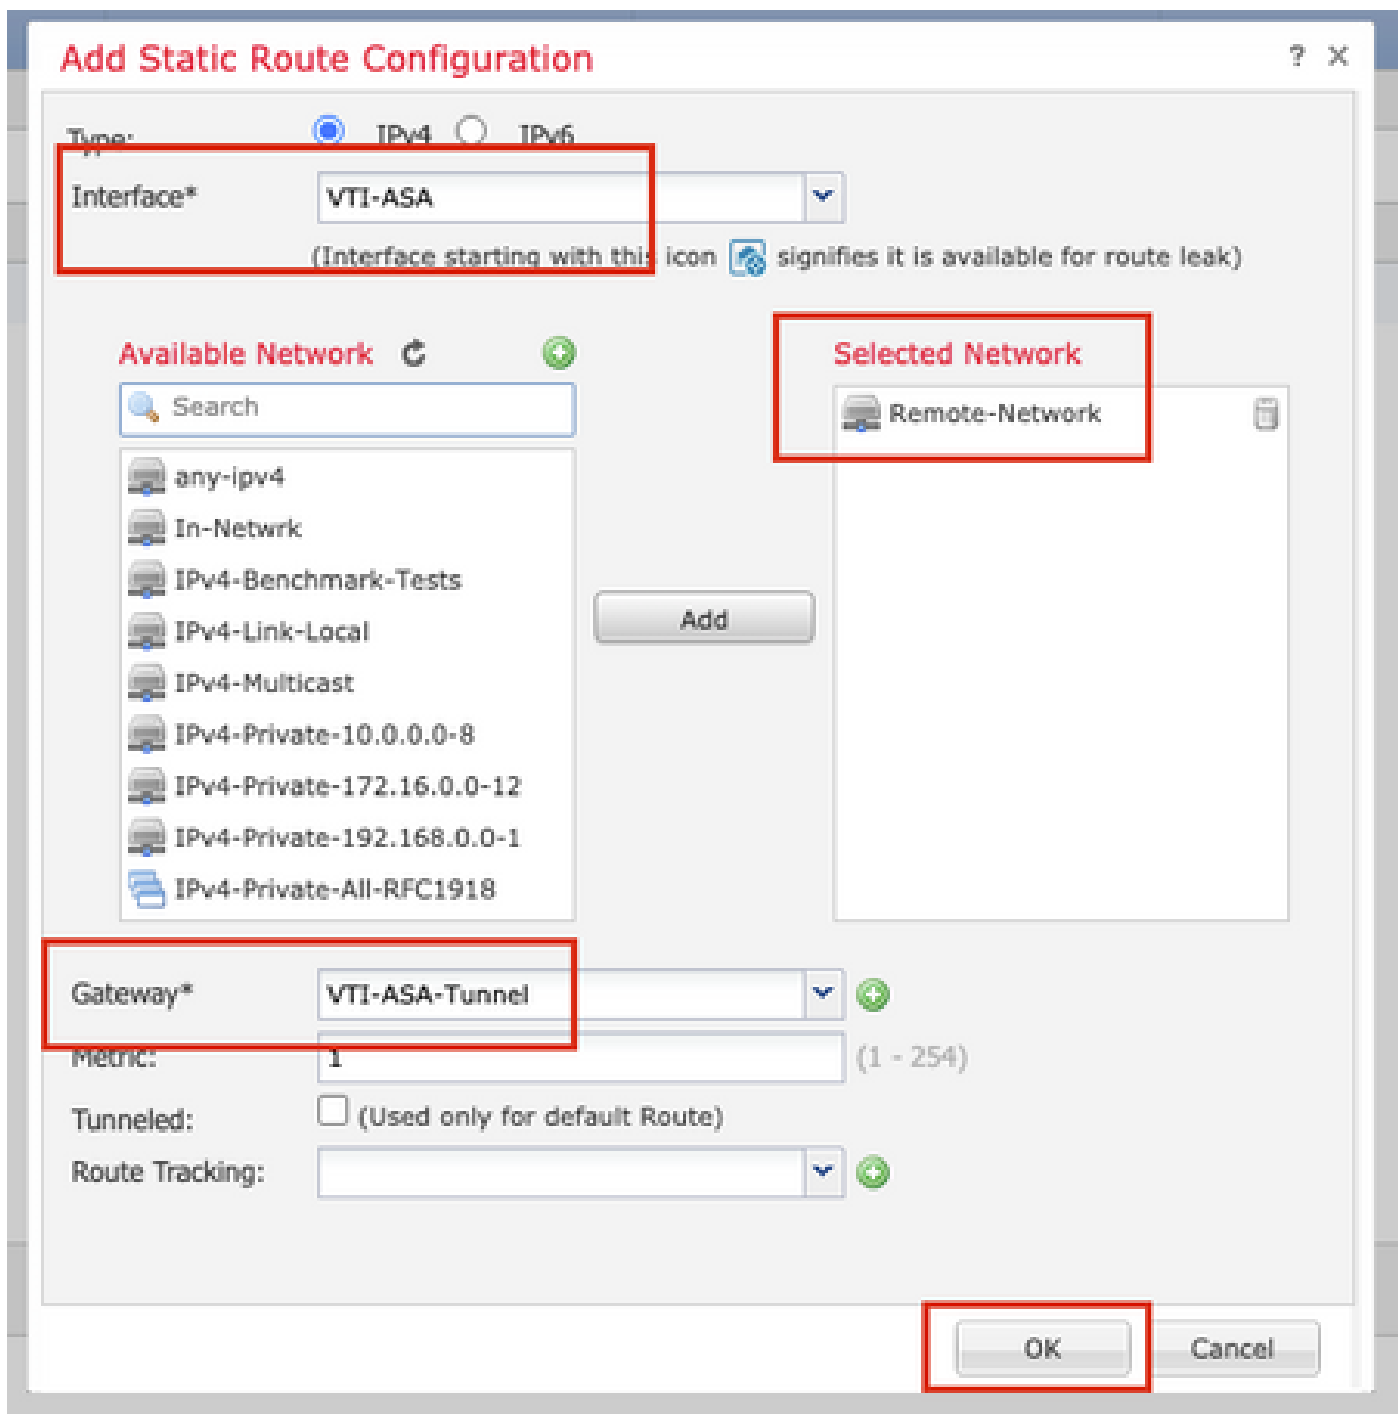 Add Static Route Configuration ? X
Type: IPv4 IPv6
Interface* VTI-ASA
(Interface starting with this icon signifies it is available for route leak)
Available Network Selected Network
Search Remote-Network
any-ipv4
In-Netwrk
IPv4-Benchmark-Tests
IPv4-Link-Local
Add
IPv4-Multicast
IPv4-Private-10.0.0.0-8
IPv4-Private-172.16.0.0-12
IPv4-Private-192.168.0.0-1
IPv4-Private-All-RFC1918
Gateway* VTI-ASA-Tunnel
Metric: 1 (1 - 254)
Tunneled: (Used only for default Route)
Route Tracking:
OK Cancel